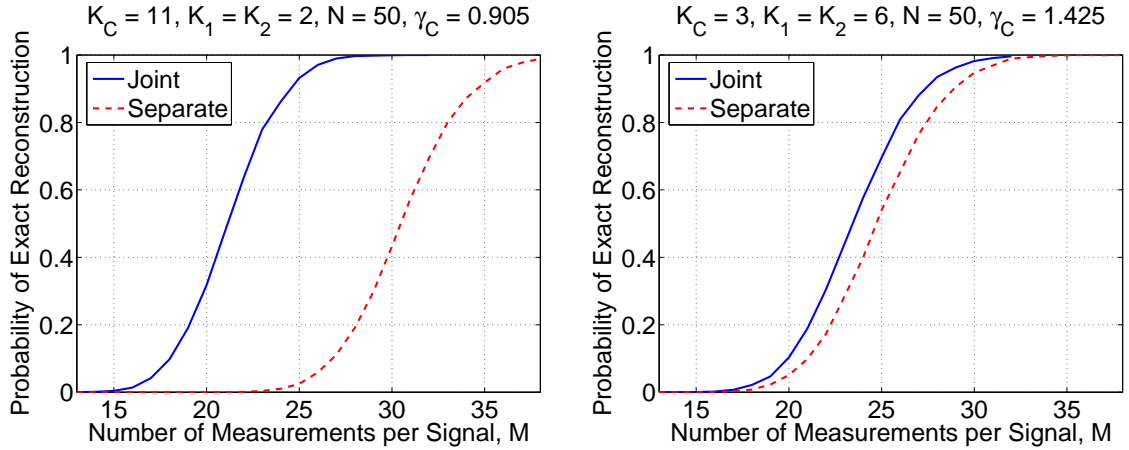 K_C = 11, K_1 = K_2 = 2, N = 50, γ_C = 0.905
1
0.8
0.6
0.4
0.2
0
Probability of Exact Reconstruction
Joint
Separate
15 20 25 30 35
Number of Measurements per Signal, M
K_C = 3, K_1 = K_2 = 6, N = 50, γ_C = 1.425
1
0.8
0.6
0.4
0.2
0
Probability of Exact Reconstruction
Joint
Separate
15 20 25 30 35
Number of Measurements per Signal, M